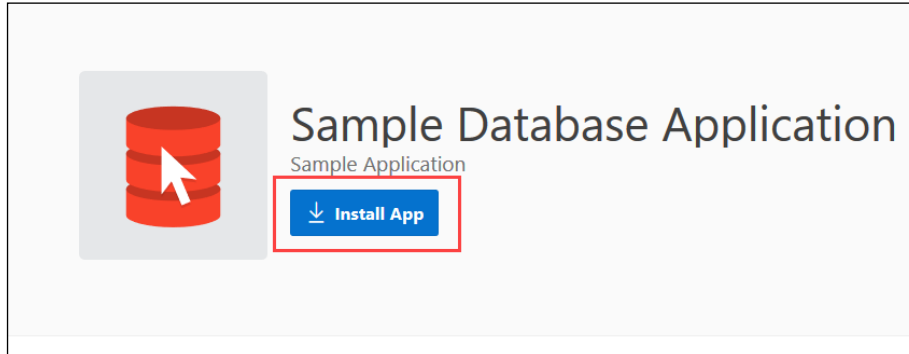 Sample Database Application
Sample Application
Install App